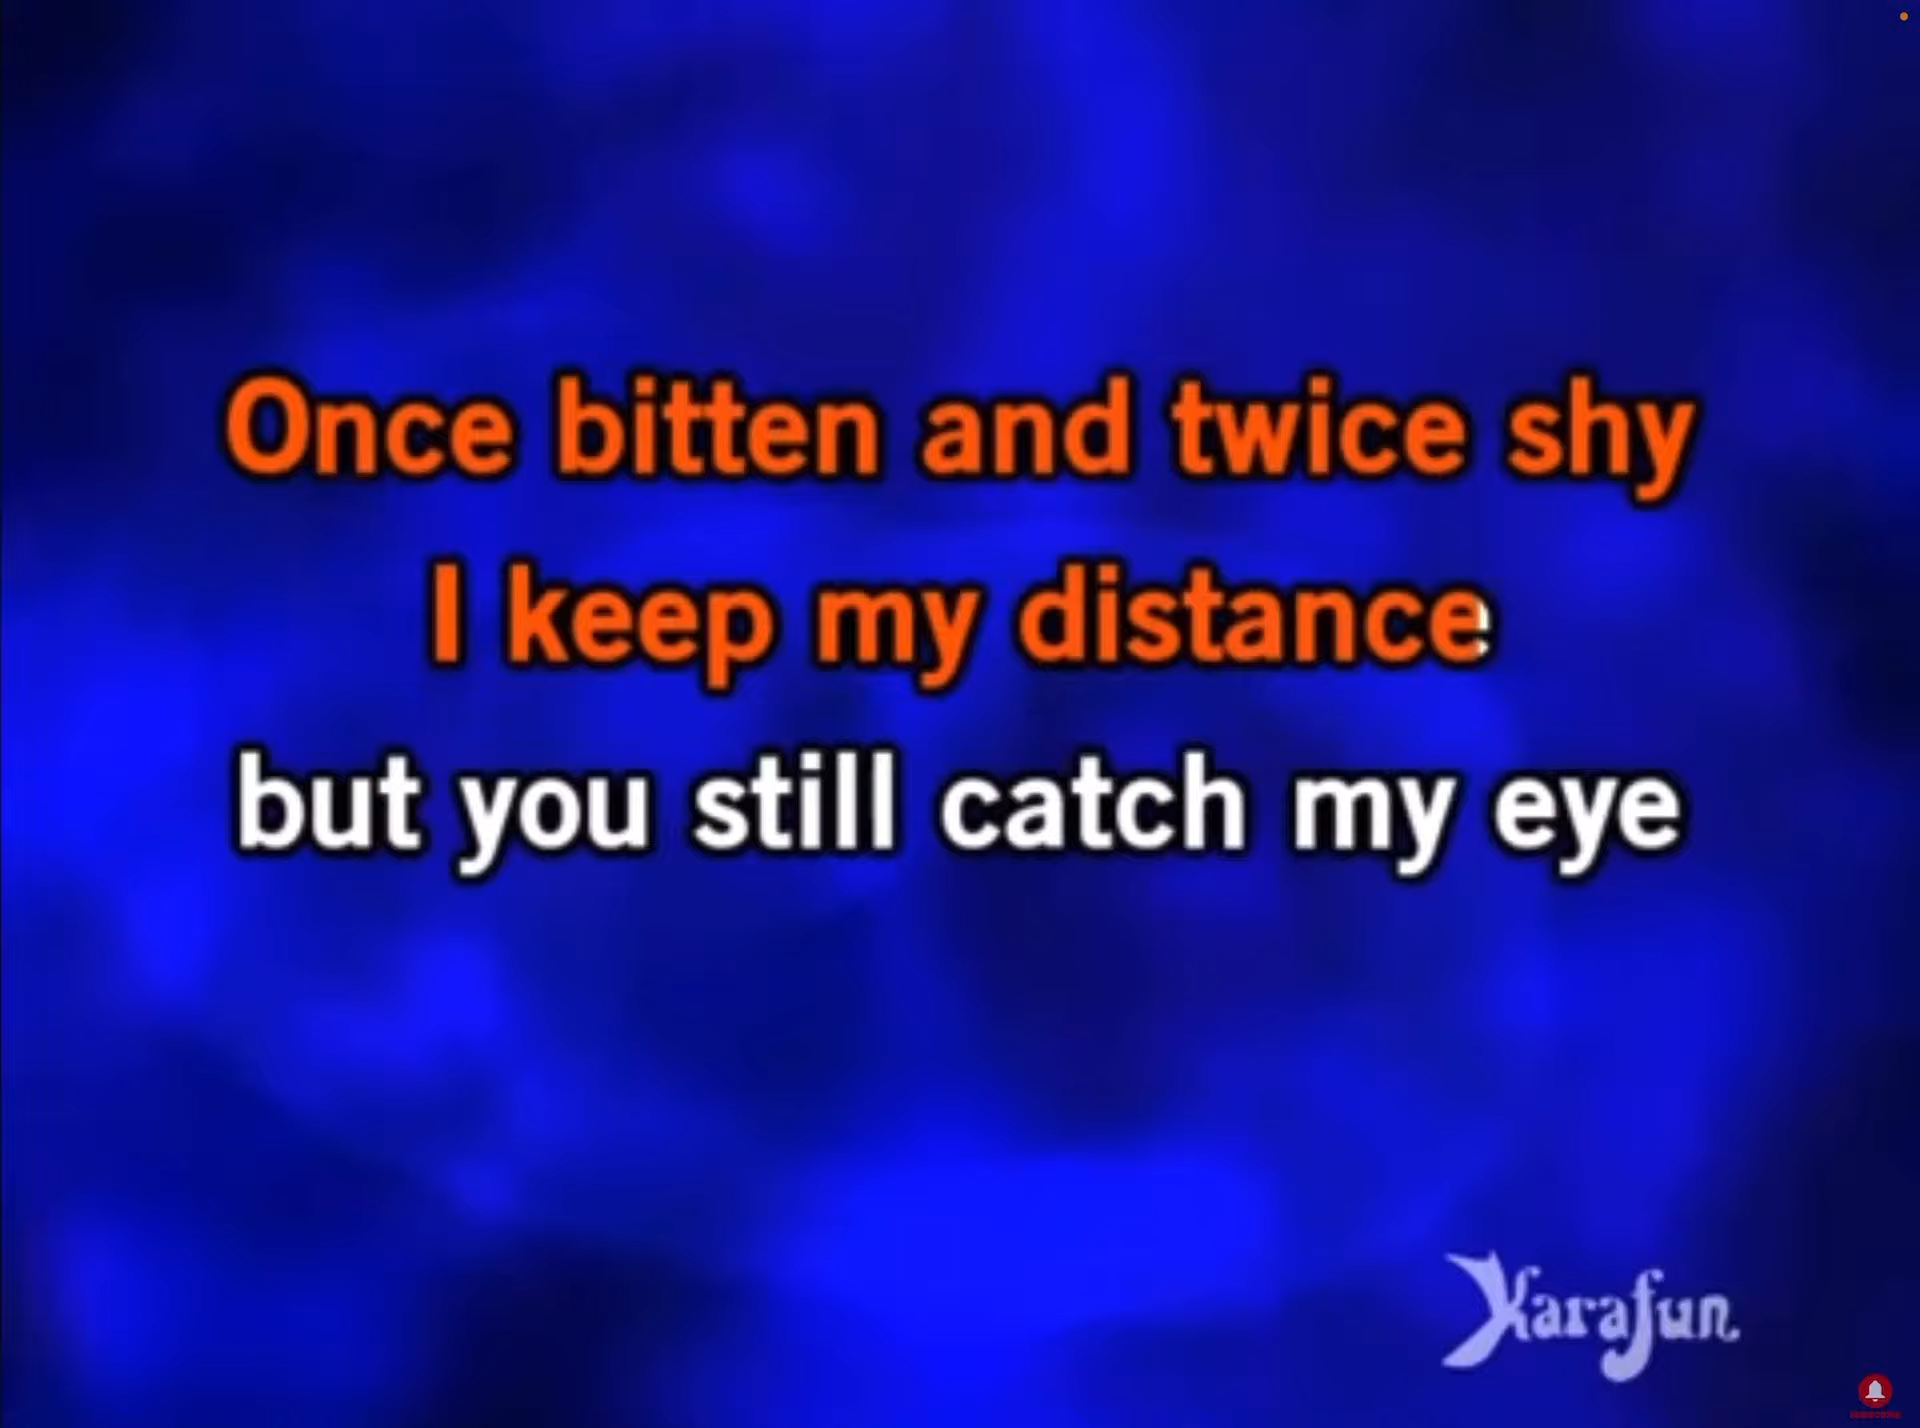 Once bitten and twice shy
I keep my distance
but you still catch my eye
Karafun